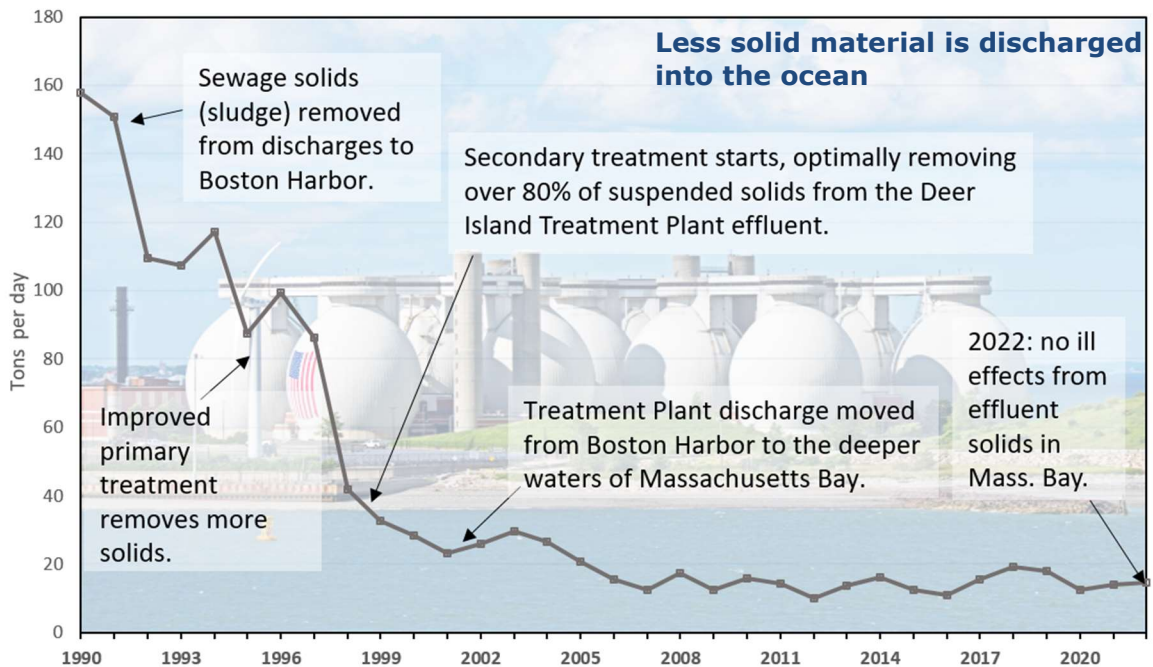 Less solid material is discharged
into the ocean
Sewage solids
(sludge) removed
from discharges to
Boston Harbor.
Secondary treatment starts, optimally removing
over 80% of suspended solids from the Deer
Island Treatment Plant effluent.
Improved
primary
treatment
removes more
solids.
Treatment Plant discharge moved
from Boston Harbor to the deeper
waters of Massachusetts Bay.
2022: no ill
effects from
effluent
solids in
Mass. Bay.
Tons per day
180
160
140
120
100
80
60
40
20
0
1990 1993 1996 1999 2002 2005 2008 2011 2014 2017 2020